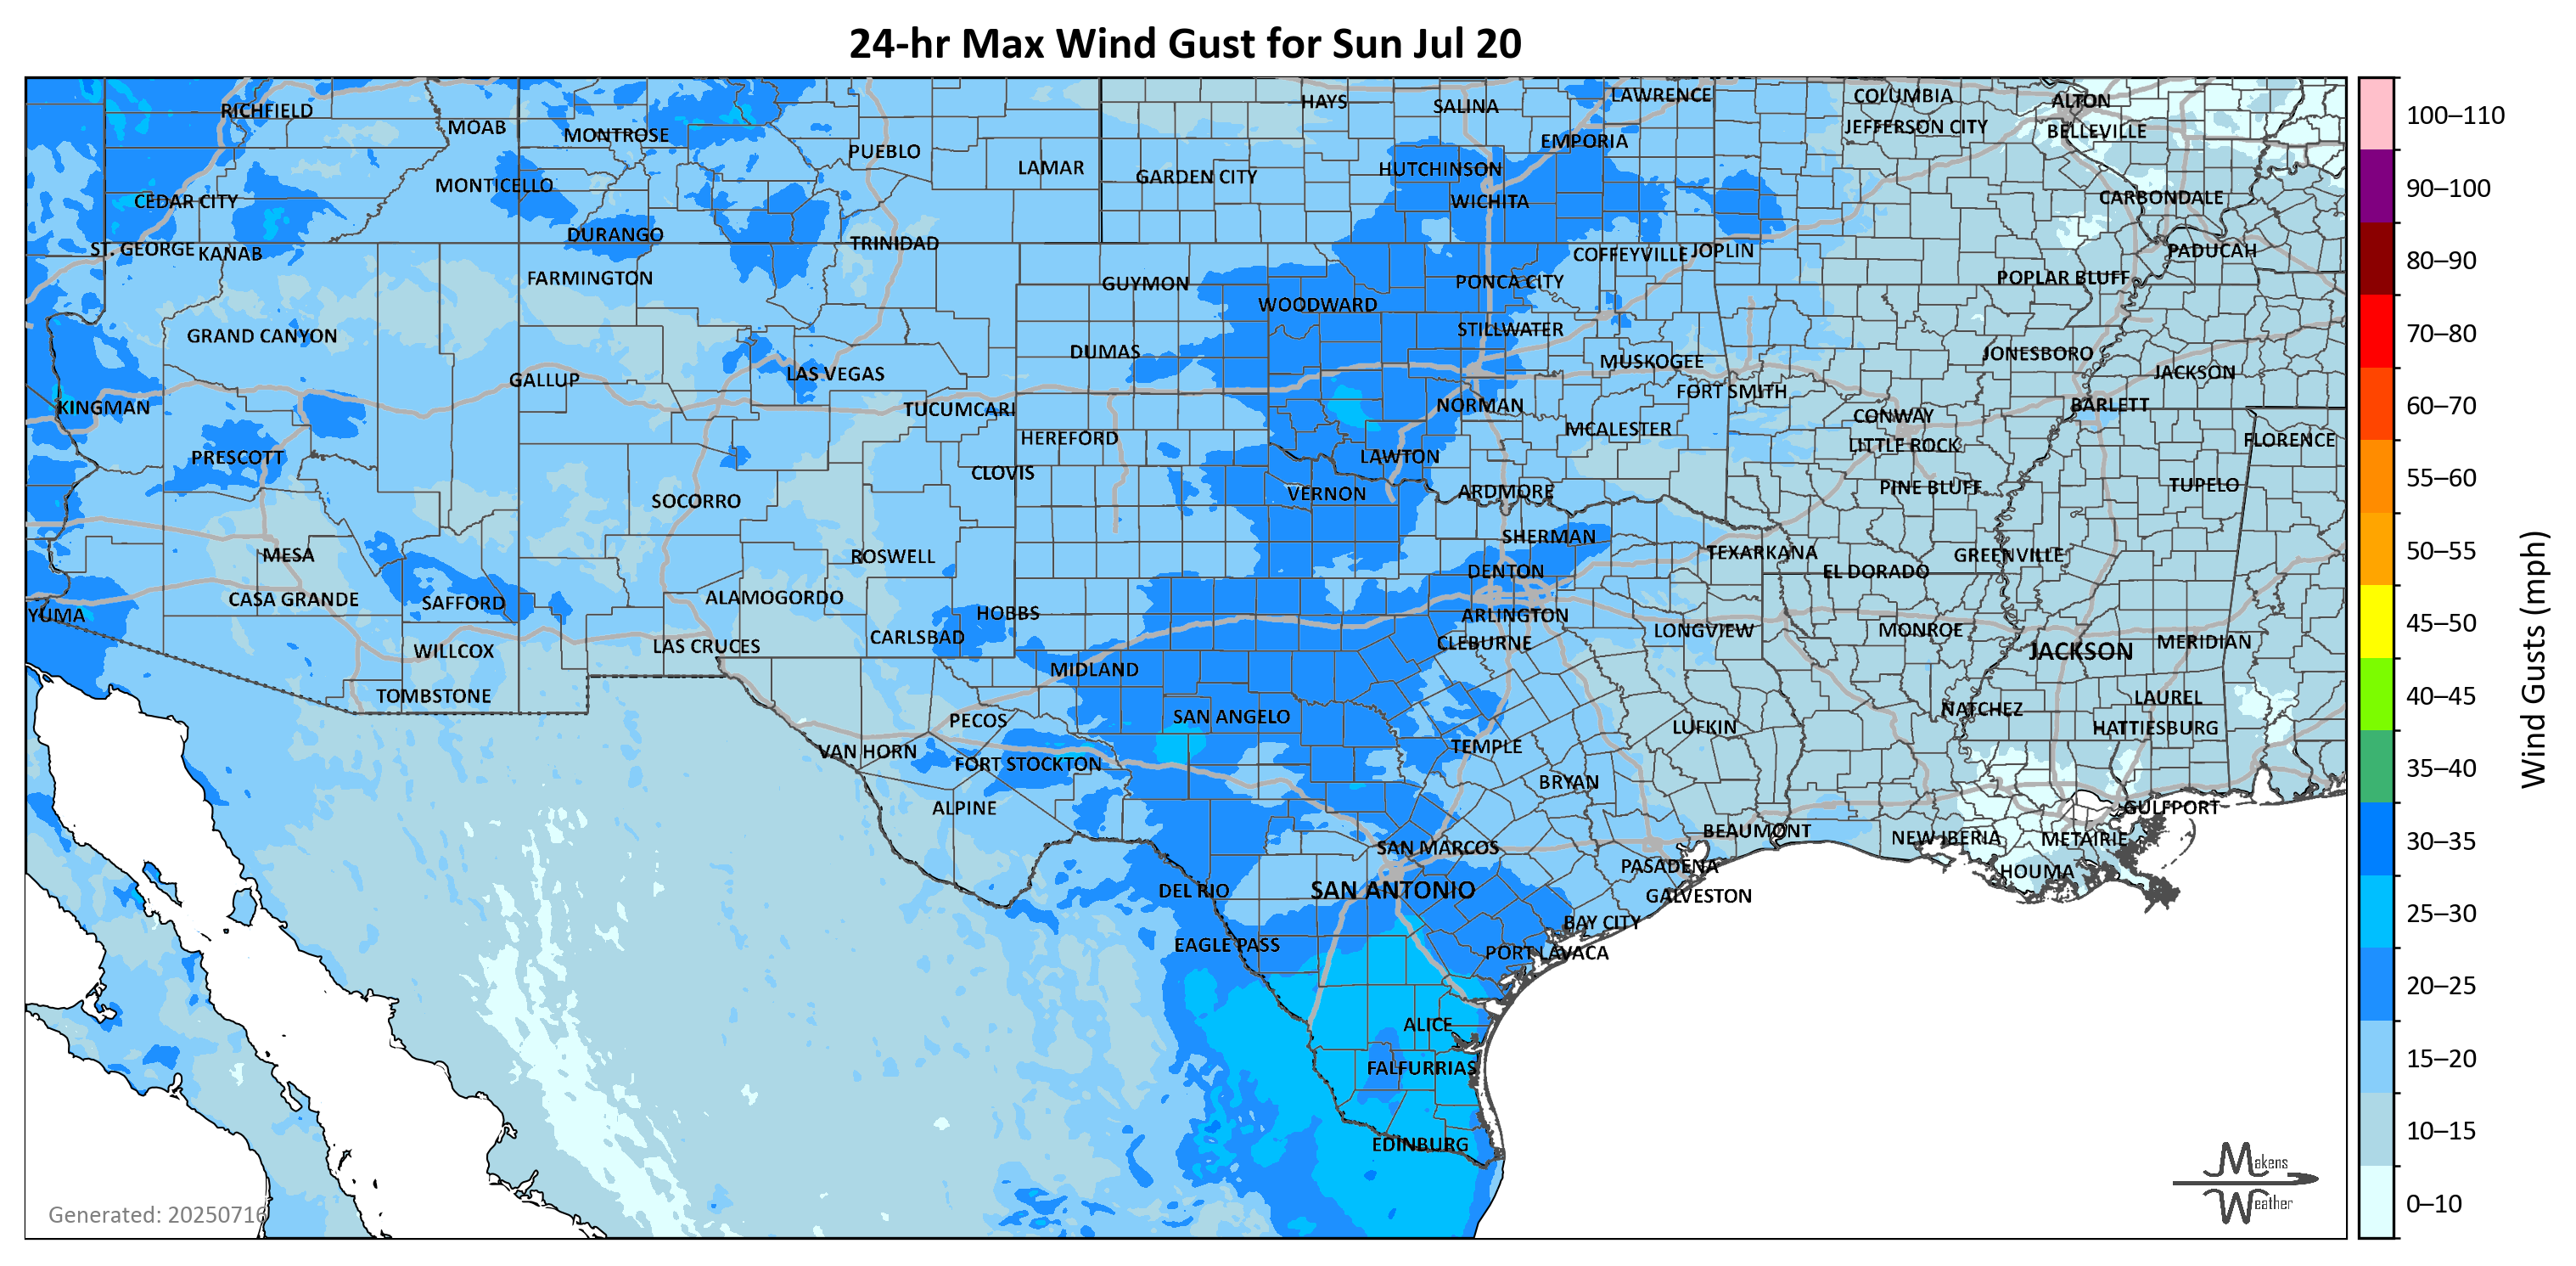 24-hr Max Wind Gust for Sun Jul 20
RICHFIELD
MOAB
MONTROSE
PUEBLO
LAMAR
HAYS
SALINA
LAWRENCE
COLUMBIA
ALTON
JEFFERSON CITY
BELLEVILLE
EMPORIA
GARDEN CITY
HUTCHINSON
MONTICELLO
CEDAR CITY
WICHITA
CARBONDALE
ST. GEORGE
KANAB
DURANGO
TRINIDAD
COFFEYVILLE
JOPLIN
PADUCAH
FARMINGTON
GUYMON
PONCA CITY
POPLAR BLUFF
WOODWARD
GRAND CANYON
STILLWATER
DUMAS
MUSKOGEE
JONESBORO
GALLUP
LAS VEGAS
JACKSON
FORT SMITH
KINGMAN
TUCUMCARI
NORMAN
BARLETT
CONWAY
HEREFORD
MCALESTER
LITTLE ROCK
FLORENCE
PRESCOTT
CLOVIS
LAWTON
SOCORRO
VERNON
ARDMORE
PINE BLUFF
TUPELO
SHERMAN
MESA
ROSWELL
TEXARKANA
GREENVILLE
DENTON
EL DORADO
CASA GRANDE
SAFFORD
ALAMOGORDO
YUMA
HOBBS
ARLINGTON
CARLSBAD
CLEBURNE
LONGVIEW
MONROE
WILLCOX
LAS CRUCES
JACKSON
MERIDIAN
MIDLAND
TOMBSTONE
LAUREL
PECOS
SAN ANGELO
NATCHEZ
LUFKIN
HATTIESBURG
VAN HORN
FORT STOCKTON
TEMPLE
BRYAN
ALPINE
GULFPORT
BEAUMONT
NEW IBERIA
METAIRIE
SAN MARCOS
PASADENA
HOUMA
DEL RIO
SAN ANTONIO
GALVESTON
BAY CITY
EAGLE PASS
PORT LAVACA
ALICE
FALFURRIAS
EDINBURG
Generated: 20250716
Makens
Weather
100–110
90–100
80–90
70–80
60–70
55–60
50–55
45–50
40–45
35–40
30–35
25–30
20–25
15–20
10–15
0–10
Wind Gusts (mph)